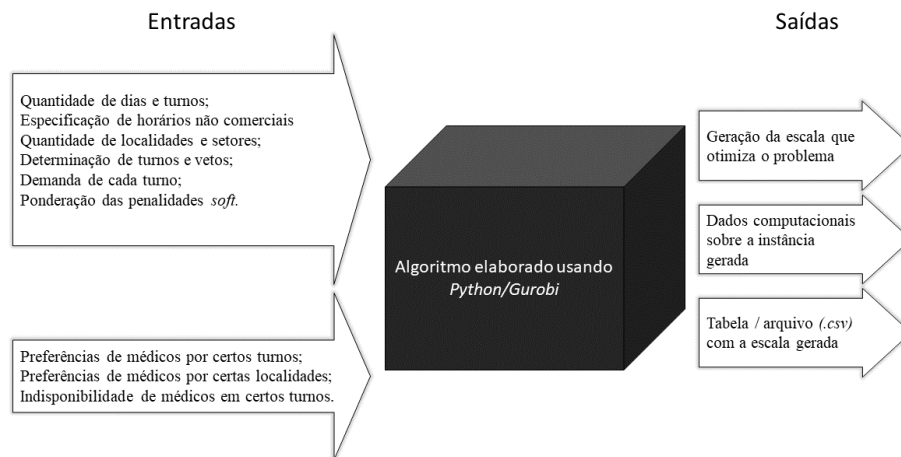 Entradas
Quantidade de dias e turnos;
Especificação de horários não comerciais
Quantidade de localidades e setores;
Determinação de turnos e vetos;
Demanda de cada turno;
Ponderação das penalidades soft.
Preferências de médicos por certos turnos;
Preferências de médicos por certas localidades;
Indisponibilidade de médicos em certos turnos.
Algoritmo elaborado usando
Python/Gurobi
Saídas
Geração da escala que
otimiza o problema
Dados computacionais
sobre a instância
gerada
Tabela / arquivo (.csv)
com a escala gerada